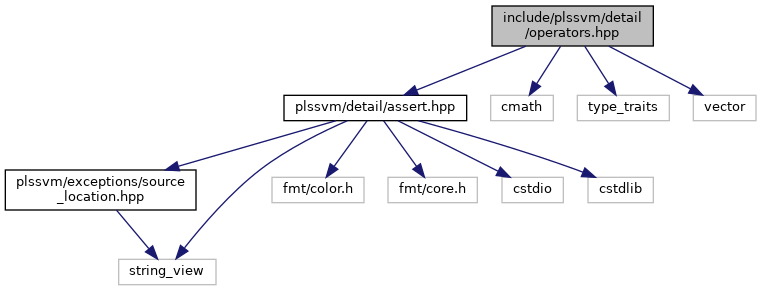 include/plssvm/detail
/operators.hpp
plssvm/detail/assert.hpp
cmath
type_traits
vector
plssvm/exceptions/source
_location.hpp
fmt/color.h
fmt/core.h
cstdio
cstdlib
string_view